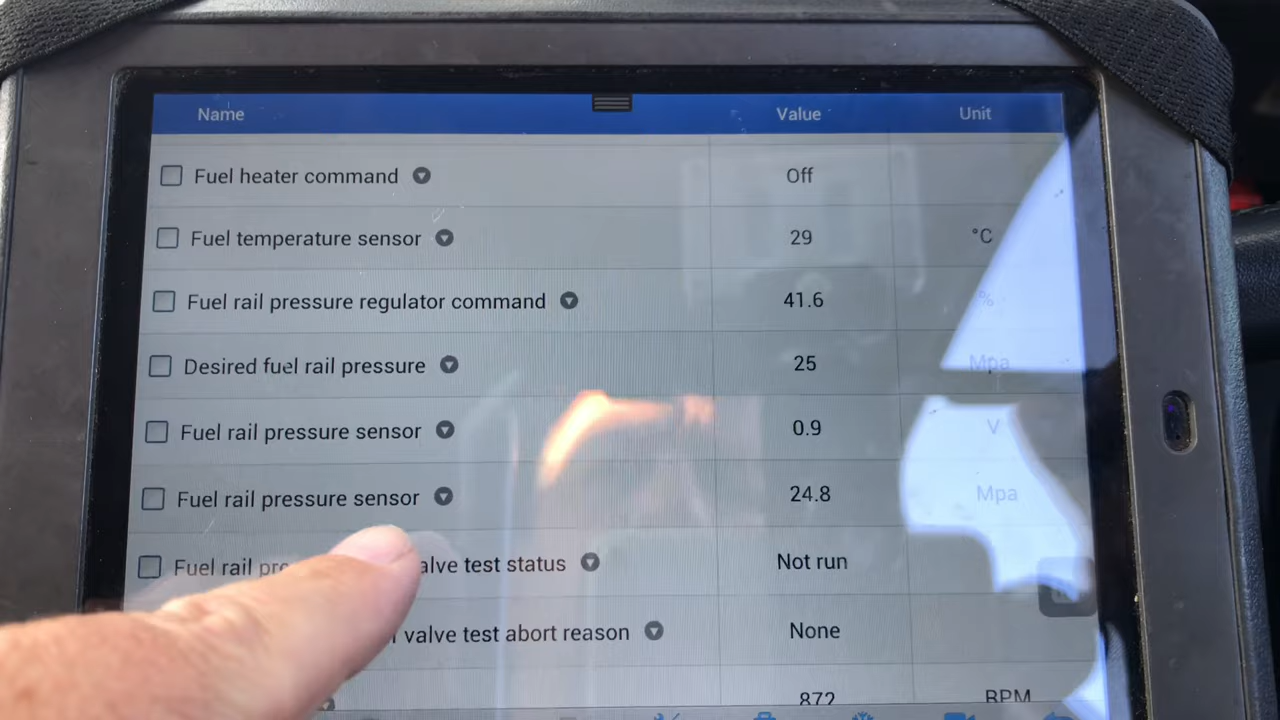 Name Value Unit
Fuel heater command Off
Fuel temperature sensor 29 °C
Fuel rail pressure regulator command 41.6 %
Desired fuel rail pressure 25 Mpa
Fuel rail pressure sensor 0.9 V
Fuel rail pressure sensor 24.8 Mpa
Fuel rail test status Not run
valve test abort reason None
872 RPM